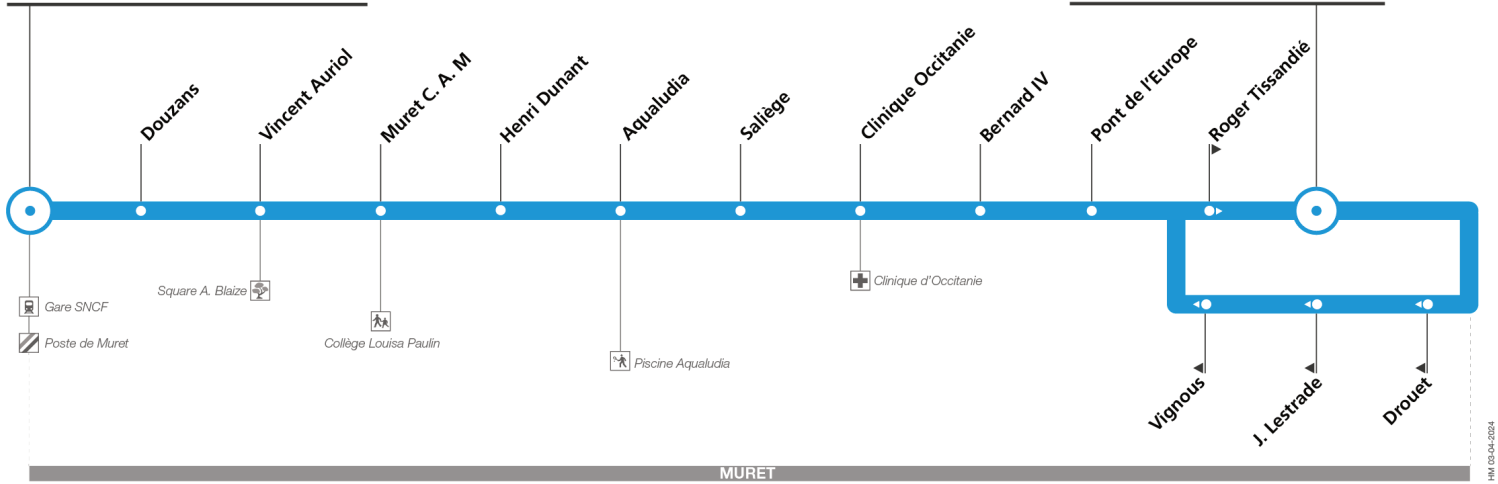 Douzans
Vincent Auriol
Muret C. A. M
Henri Dunant
Aqualudia
Saliège
Clinique Occitanie
Bernard IV
Pont de l'Europe
Roger Tissandié
Gare SNCF
Poste de Muret
Square A. Blaize
Collège Louisa Paulin
Piscine Aqualudia
Clinique d'Occitanie
Vignous
J. Lestrade
Drouet
MURET
HM 03-04-2024